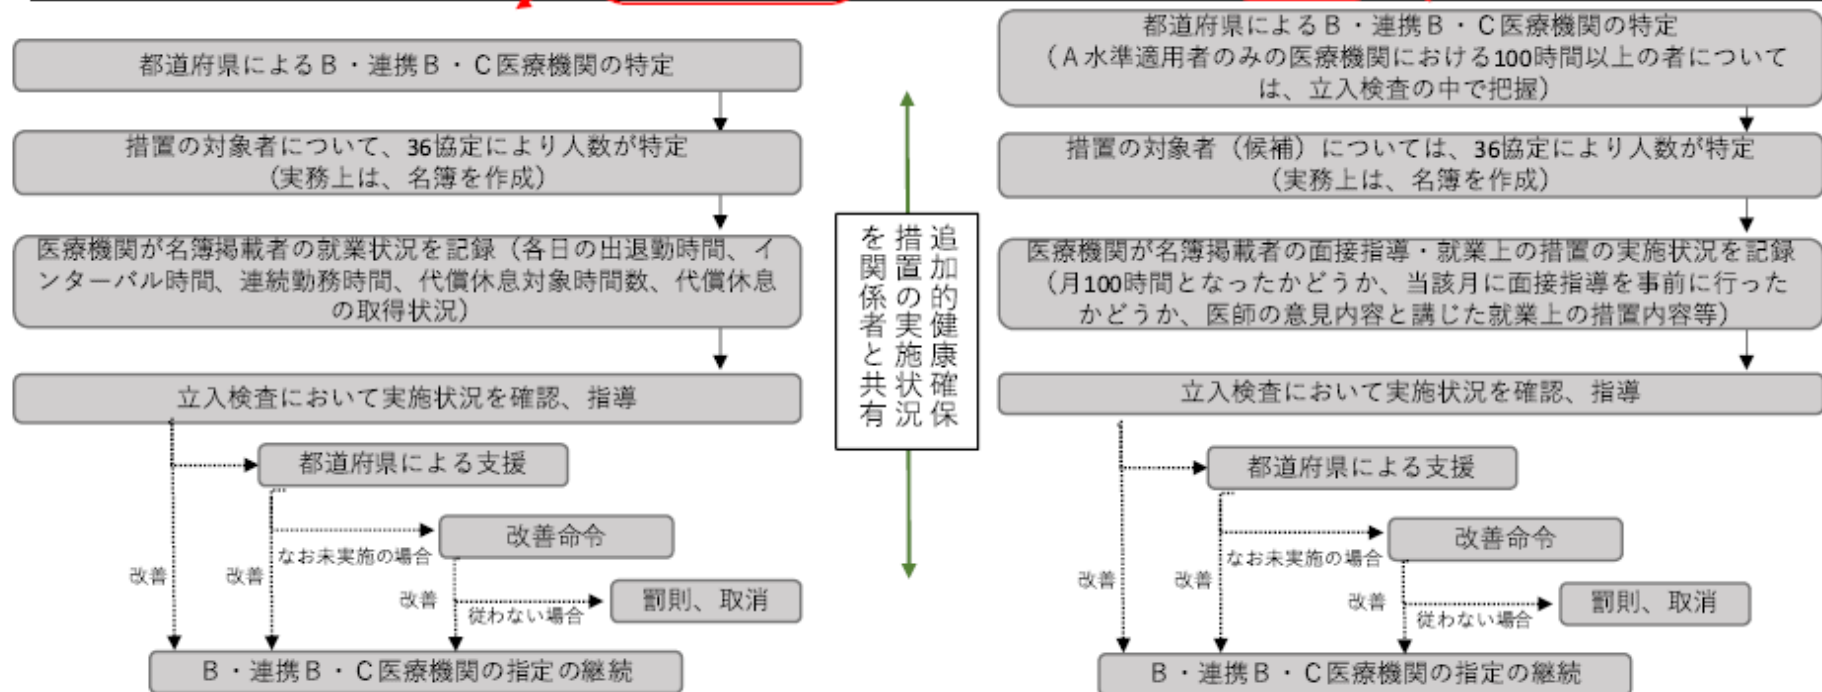 都道府県によるＢ・連携Ｂ・Ｃ医療機関の特定
措置の対象者について、36協定により人数が特定
（実務上は、名簿を作成）
医療機関が名簿掲載者の就業状況を記録（各日の出退勤時間、イ
ンターバル時間、連続勤務時間、代償休息対象時間数、代償休息
の取得状況）
立入検査において実施状況を確認、指導
都道府県による支援
改善命令
なお未実施の場合
改善
改善
改善
従わない場合
罰則、取消
Ｂ・連携Ｂ・Ｃ医療機関の指定の継続
追加的健康確保
措置の実施状況
を関係者と共有
都道府県によるＢ・連携Ｂ・Ｃ医療機関の特定
（Ａ水準適用者のみの医療機関における100時間以上の者について
は、立入検査の中で把握）
措置の対象者（候補）については、36協定により人数が特定
（実務上は、名簿を作成）
医療機関が名簿掲載者の面接指導・就業上の措置の実施状況を記録
（月100時間となったかどうか、当該月に面接指導を事前に行った
かどうか、医師の意見内容と講じた就業上の措置内容等）
立入検査において実施状況を確認、指導
都道府県による支援
改善命令
なお未実施の場合
改善
改善
改善
従わない場合
罰則、取消
Ｂ・連携Ｂ・Ｃ医療機関の指定の継続